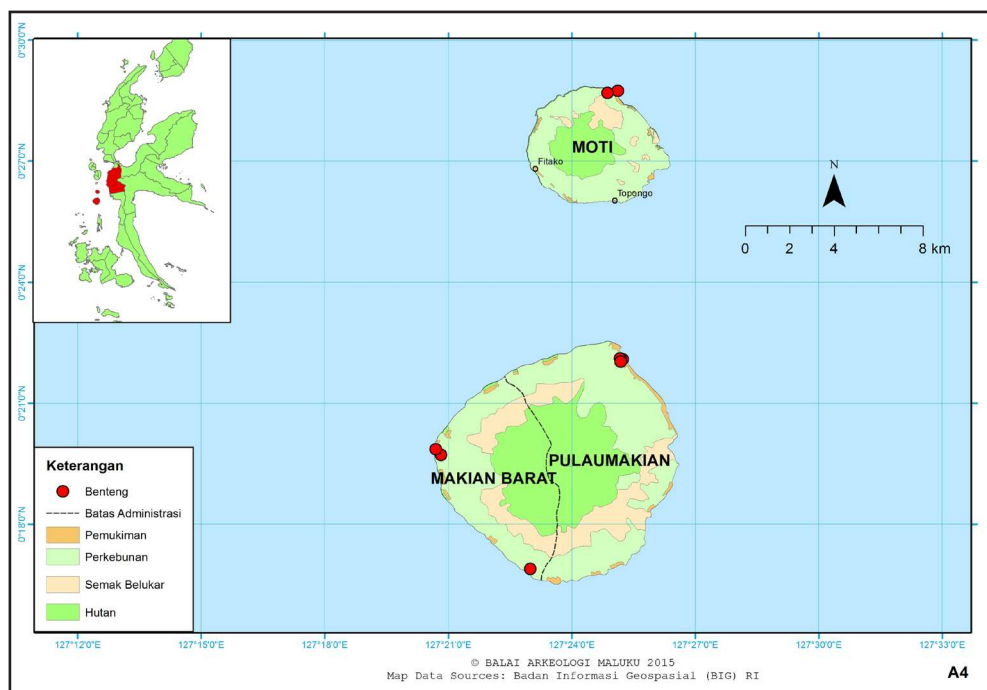 0°30'0"N
0°27'0"N
0°24'0"N
0°21'0"N
0°18'0"N
MOTI
Fitako
Topongo
N
0 2 4 8 km
PULAUMAKIAN
MAKIAN BARAT
Keterangan
Benteng
Batas Administrasi
Pemukiman
Perkebunan
Semak Belukar
Hutan
127°12'0"E 127°15'0"E 127°18'0"E 127°21'0"E 127°24'0"E 127°27'0"E 127°30'0"E 127°33'0"E
© BALAI ARKEOLOGI MALUKU 2015
Map Data Sources: Badan Informasi Geospasial (BIG) RI
A4